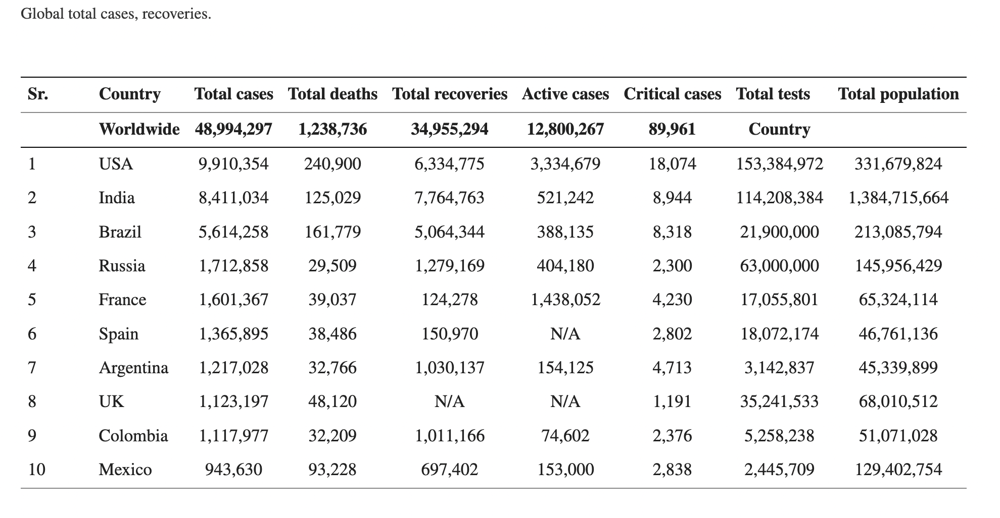 Global total cases, recoveries.
Sr. Country Total cases Total deaths Total recoveries Active cases Critical cases Total tests Total population
Worldwide 48,994,297 1,238,736 34,955,294 12,800,267 89,961 Country
1 USA 9,910,354 240,900 6,334,775 3,334,679 18,074 153,384,972 331,679,824
2 India 8,411,034 125,029 7,764,763 521,242 8,944 114,208,384 1,384,715,664
3 Brazil 5,614,258 161,779 5,064,344 388,135 8,318 21,900,000 213,085,794
4 Russia 1,712,858 29,509 1,279,169 404,180 2,300 63,000,000 145,956,429
5 France 1,601,367 39,037 124,278 1,438,052 4,230 17,055,801 65,324,114
6 Spain 1,365,895 38,486 150,970 N/A 2,802 18,072,174 46,761,136
7 Argentina 1,217,028 32,766 1,030,137 154,125 4,713 3,142,837 45,339,899
8 UK 1,123,197 48,120 N/A N/A 1,191 35,241,533 68,010,512
9 Colombia 1,117,977 32,209 1,011,166 74,602 2,376 5,258,238 51,071,028
10 Mexico 943,630 93,228 697,402 153,000 2,838 2,445,709 129,402,754